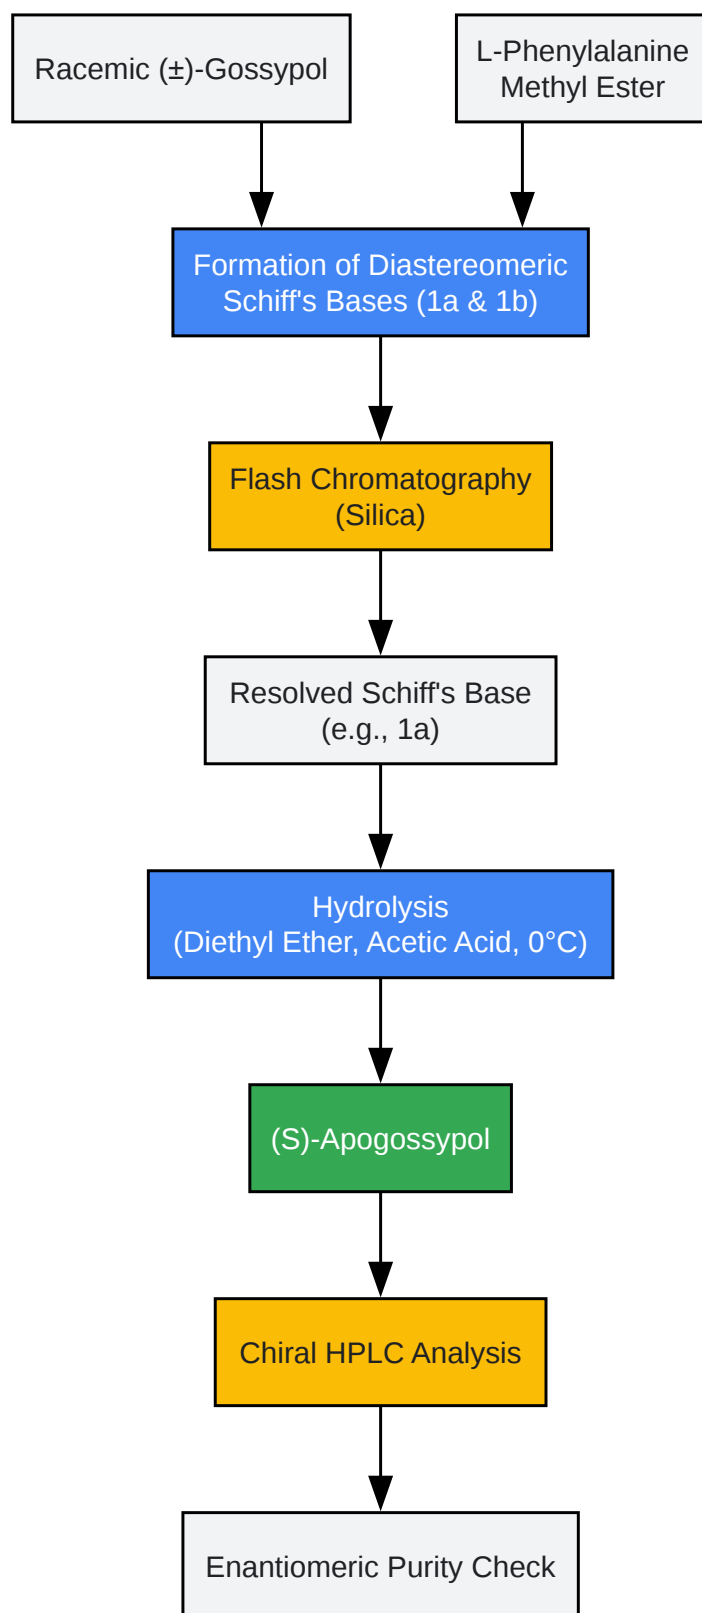 Racemic (±)-Gossypol
L-Phenylalanine
Methyl Ester
Formation of Diastereomeric
Schiff's Bases (1a & 1b)
Flash Chromatography
(Silica)
Resolved Schiff's Base
(e.g., 1a)
Hydrolysis
(Diethyl Ether, Acetic Acid, 0°C)
(S)-Apogossypol
Chiral HPLC Analysis
Enantiomeric Purity Check